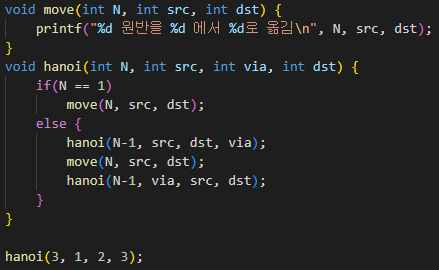 void move(int N, int src, int dst) {
    printf("%d 원반을 %d 에서 %d로 옮김\n", N, src, dst);
}
void hanoi(int N, int src, int via, int dst) {
    if(N == 1)
        move(N, src, dst);
    else {
        hanoi(N-1, src, dst, via);
        move(N, src, dst);
        hanoi(N-1, via, src, dst);
    }
}
hanoi(3, 1, 2, 3);